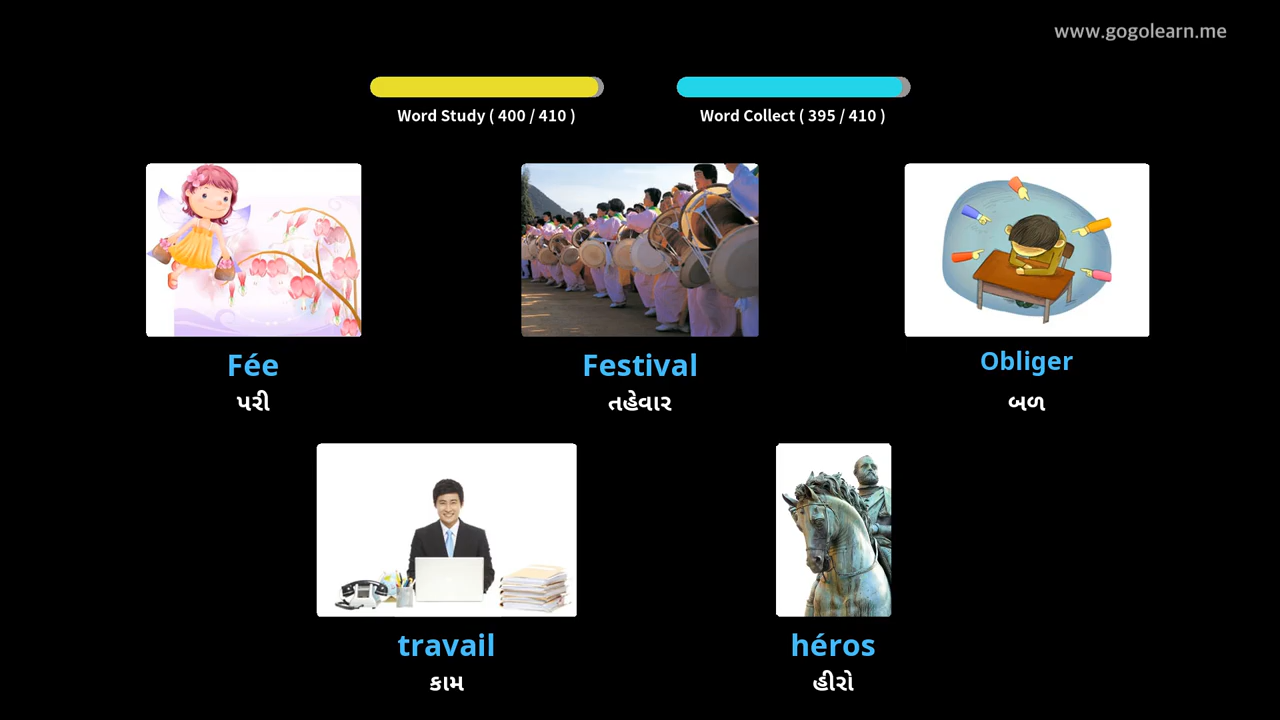 www.gogolearn.me
Word Study ( 400 / 410 )
Word Collect ( 395 / 410 )
Fée
Festival
Obliger
પરી
તહેવાર
બળ
travail
héros
કામ
હીરો